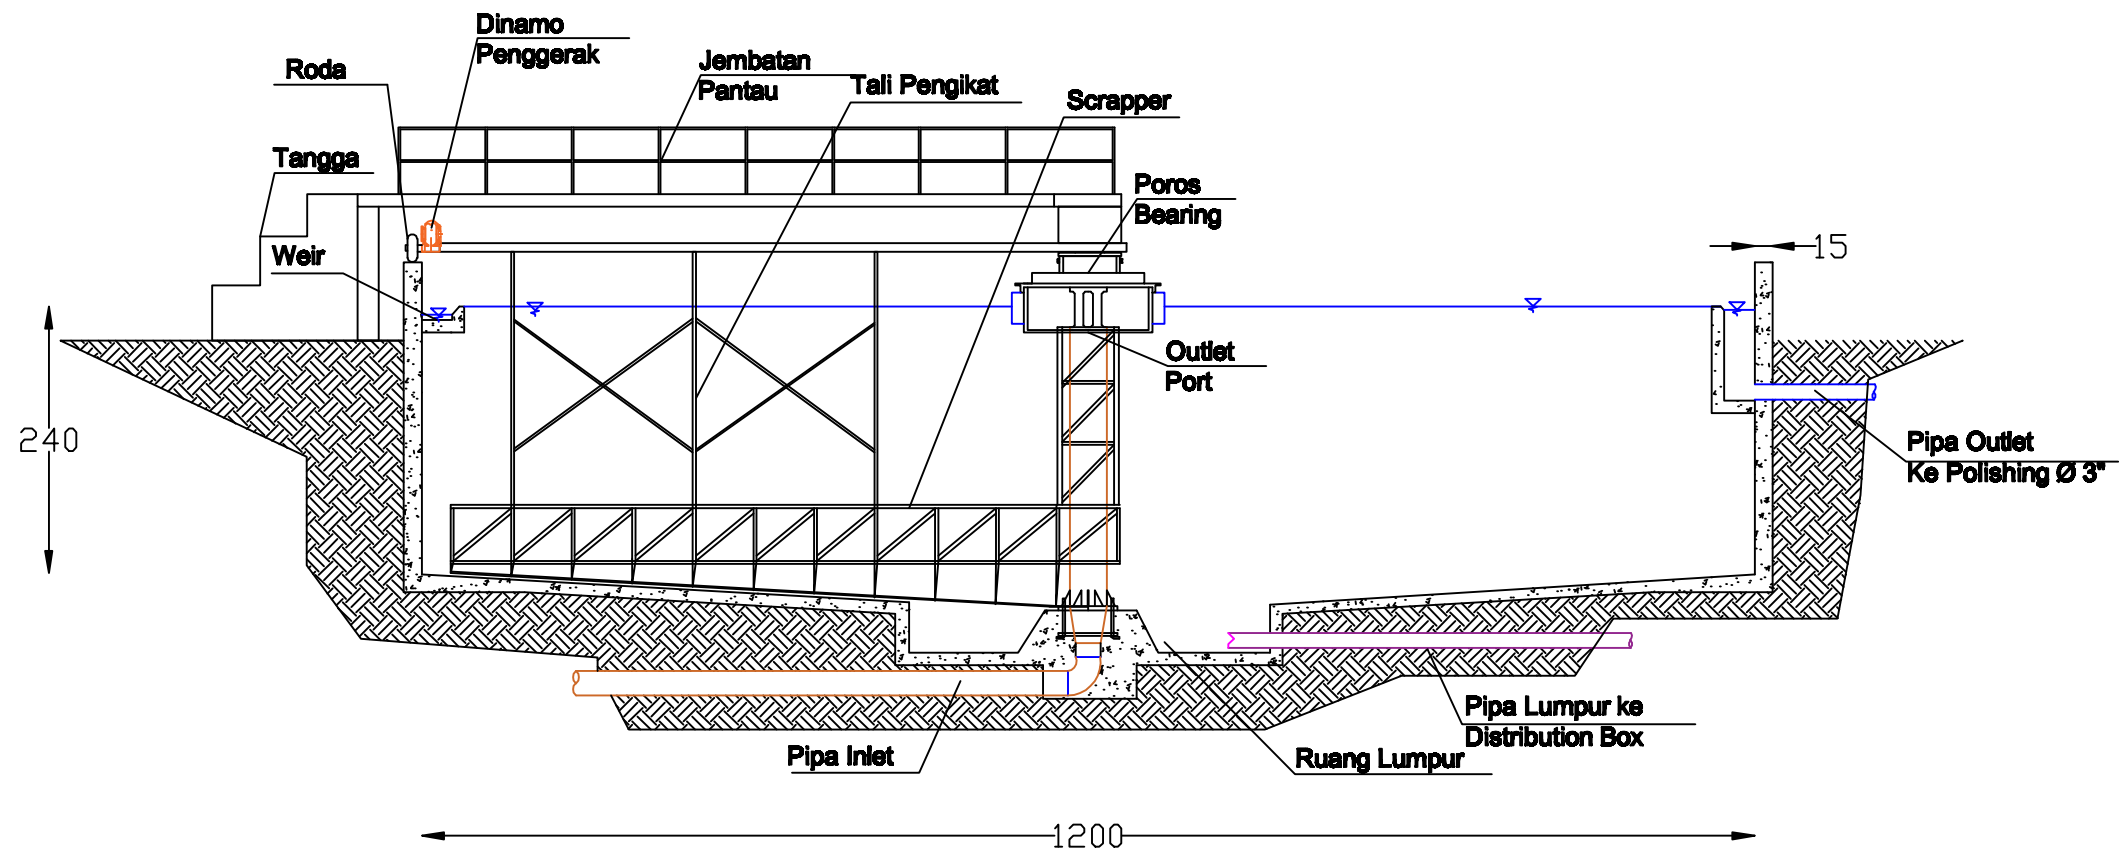 Dinamo
Penggerak
Roda
Jembatan
Pantau
Tali Pengikat
Scrapper
Tangga
Poros
Bearing
Weir
15
Outlet
Port
240
Pipa Outlet
Ke Polishing Ø 3"
Pipa Lumpur ke
Distribution Box
Pipa Inlet
Ruang Lumpur
1200